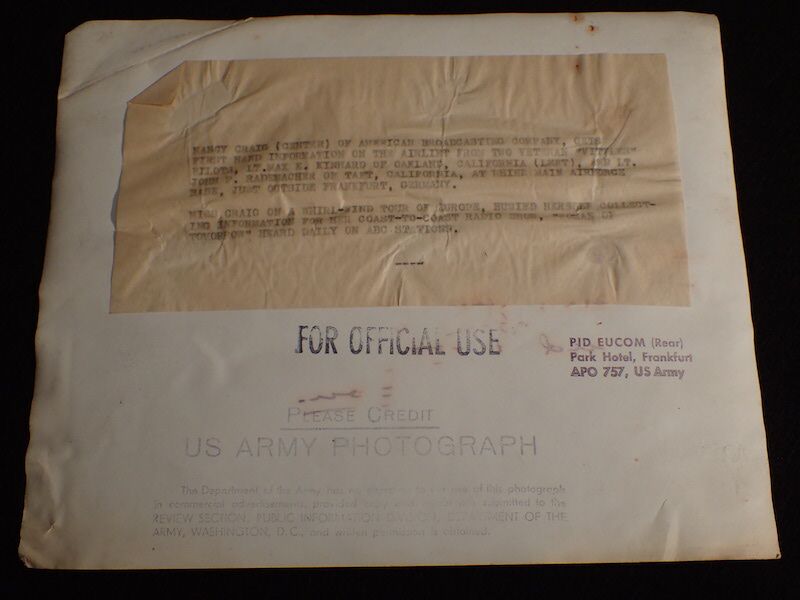 NANCY CRAIG (CENTER) OF AMERICAN BROADCASTING COMPANY, GETS
FIRST HAND INFORMATION ON THE AIRLIFT FROM TWO VETERAN "VITTLES"
PILOTS, LT. MAX E. KINNARD OF OAKLAND, CALIFORNIA (LEFT), AND LT.
JOHN F. RADEMACHER OF TAFT, CALIFORNIA, AT RHEIN MAIN AIRFORCE
BASE, JUST OUTSIDE FRANKFURT, GERMANY.
MISS CRAIG ON A WHIRL-WIND TOUR OF EUROPE, BUSIED HERSELF COLLECT-
ING INFORMATION FOR HER COAST-TO-COAST RADIO SHOW, "WOMAN OF
TOMORROW" HEARD DAILY ON ABC STATIONS.
----
FOR OFFICIAL USE
PID EUCOM (Rear)
Park Hotel, Frankfurt
APO 757, US Army
PLEASE CREDIT
US ARMY PHOTOGRAPH
The Department of the Army has no objection to the use of this photograph
in commercial advertisements, provided copy and are submitted to the
REVIEW SECTION, PUBLIC INFORMATION DIVISION, DEPARTMENT OF THE
ARMY, WASHINGTON, D.C., and written permission is obtained.